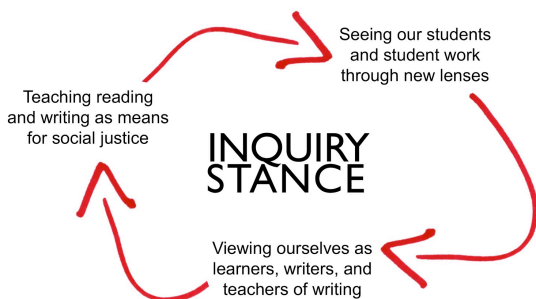 Seeing our students
and student work
through new lenses
Teaching reading
and writing as means
for social justice
INQUIRY
STANCE
Viewing ourselves as
learners, writers, and
teachers of writing